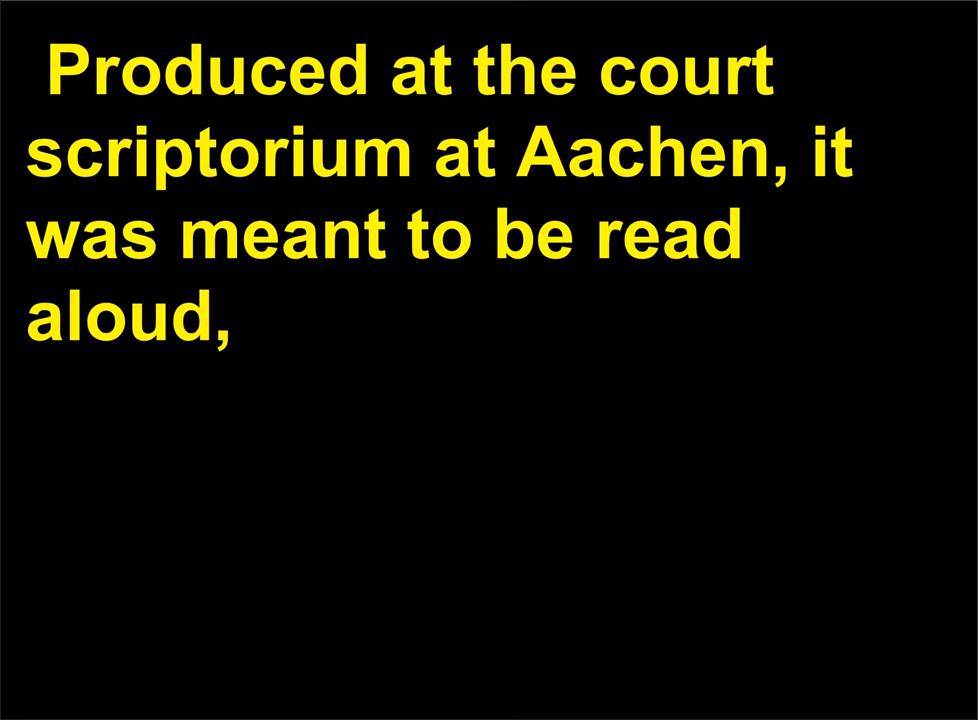 Produced at the court
scriptorium at Aachen, it
was meant to be read
aloud,